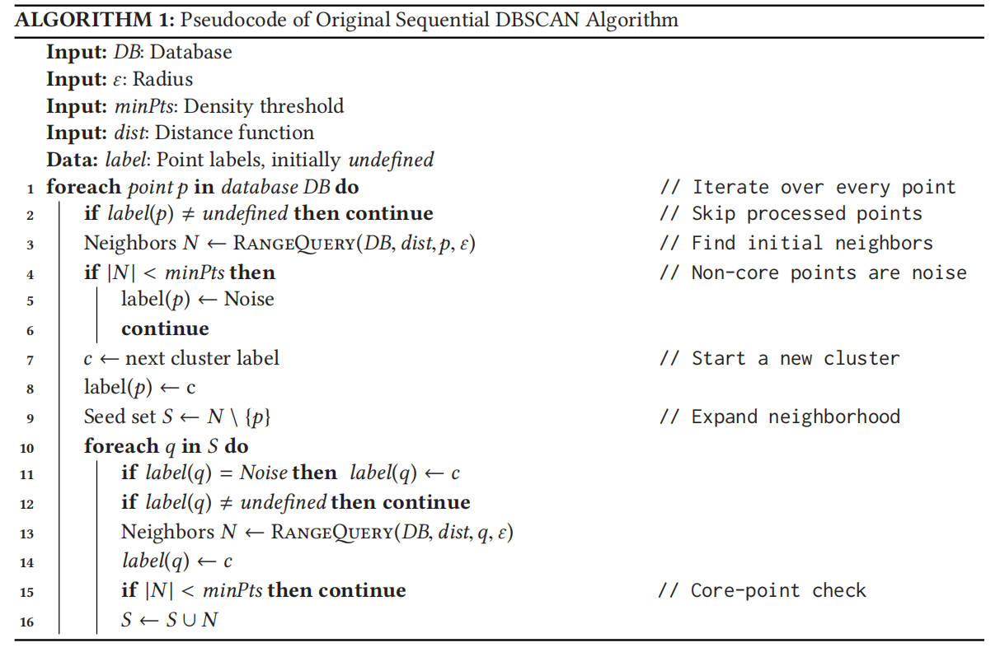 ALGORITHM 1: Pseudocode of Original Sequential DBSCAN Algorithm
Input: DB: Database
Input: ε: Radius
Input: minPts: Density threshold
Input: dist: Distance function
Data: label: Point labels, initially undefined
1 foreach point p in database DB do // Iterate over every point
2 if label(p) ≠ undefined then continue // Skip processed points
3 Neighbors N ← RANGEQUERY(DB, dist, p, ε) // Find initial neighbors
4 if |N| < minPts then // Non-core points are noise
5 label(p) ← Noise
6 continue
7 c ← next cluster label // Start a new cluster
8 label(p) ← c
9 Seed set S ← N \ {p} // Expand neighborhood
10 foreach q in S do
11 if label(q) = Noise then label(q) ← c
12 if label(q) ≠ undefined then continue
13 Neighbors N ← RANGEQUERY(DB, dist, q, ε)
14 label(q) ← c
15 if |N| < minPts then continue // Core-point check
16 S ← S ∪ N